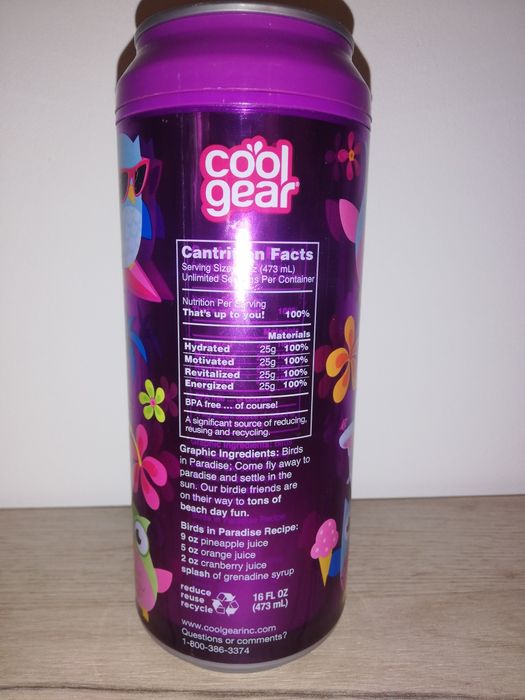 cool
gear
Cantrition Facts
Serving Size (473 mL)
Unlimited Servings Per Container
Nutrition Per Serving
That's up to you! 100%
Materials
Hydrated 25g 100%
Motivated 25g 100%
Revitalized 25g 100%
Energized 25g 100%
BPA free ... of course!
A significant source of reducing,
reusing and recycling.
Graphic Ingredients: Birds
in Paradise; Come fly away to
paradise and settle in the
sun. Our birdie friends are
on their way to tons of
beach day fun.
Birds in Paradise Recipe:
9 oz pineapple juice
5 oz orange juice
2 oz cranberry juice
splash of grenadine syrup
reduce
reuse
recycle
16 FL OZ
(473 mL)
www.coolgearinc.com
Questions or comments?
1-800-386-3374